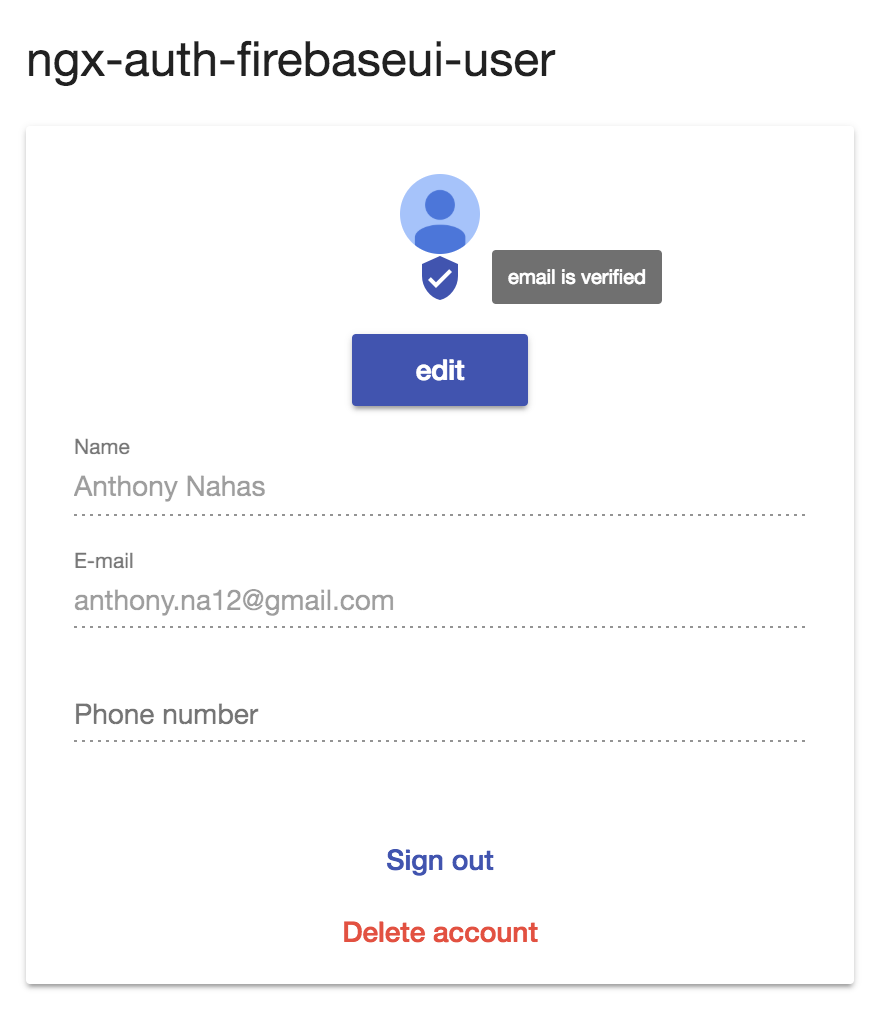 ngx-auth-firebaseui-user
email is verified
edit
Name
Anthony Nahas
E-mail
anthony.na12@gmail.com
Phone number
Sign out
Delete account